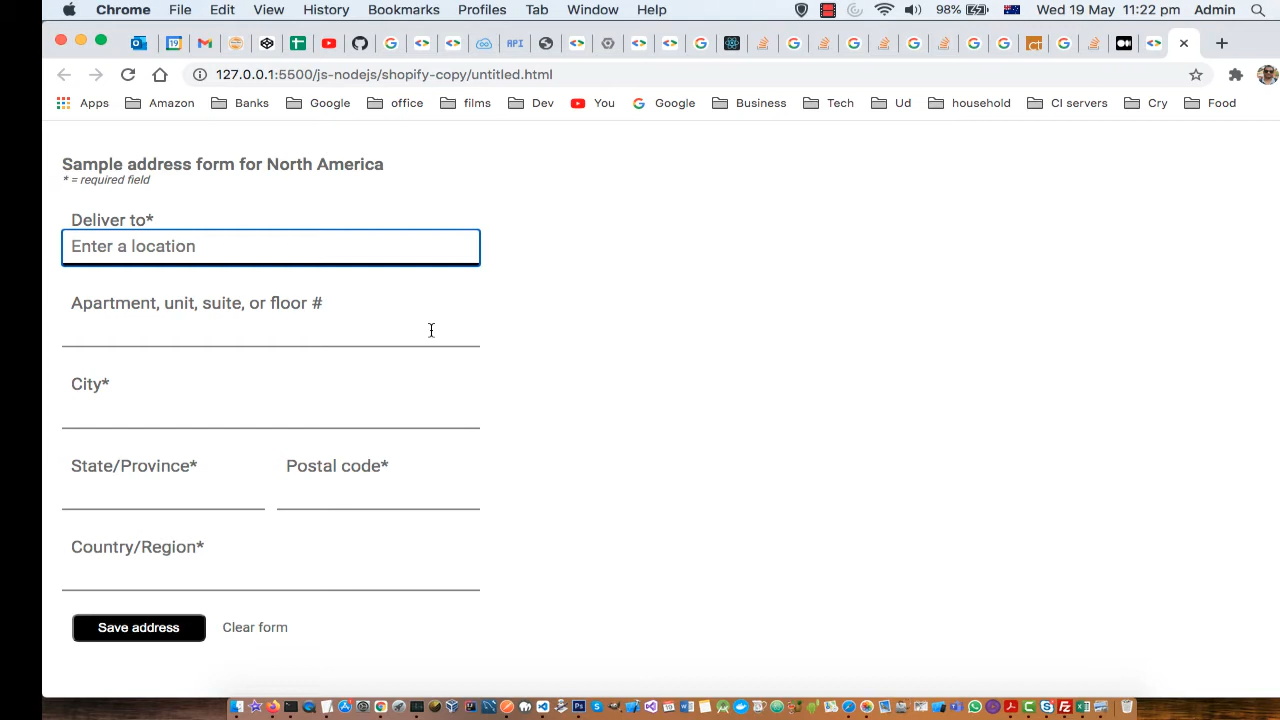 Chrome File Edit View History Bookmarks Profiles Tab Window Help 98% Wed 19 May 11:22 pm Admin
19 API ct
127.0.0.1:5500/js-nodejs/shopify-copy/untitled.html
Apps Amazon Banks Google office films Dev You Google Business Tech Ud household CI servers Cry Food
Sample address form for North America
* = required field
Deliver to*
Enter a location
Apartment, unit, suite, or floor #
City*
State/Province* Postal code*
Country/Region*
Save address Clear form